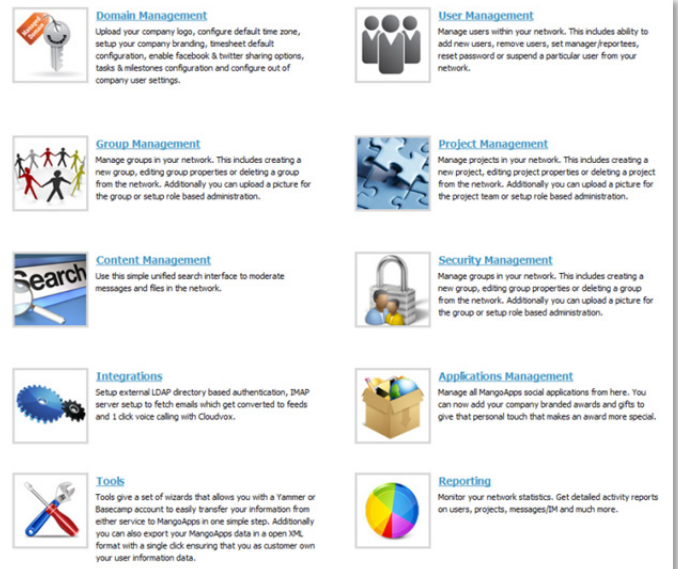 Managed
Domain
Domain Management
Upload your company logo, configure default time zone,
setup your company branding, timesheet default
configuration, enable facebook & twitter sharing options,
tasks & milestones configuration and configure out of
company user settings.
User Management
Manage users within your network. This includes ability to
add new users, remove users, set manager/reportees,
reset password or suspend a particular user from your
network.
Group Management
Manage groups in your network. This includes creating a
new group, editing group properties or deleting a group
from the network. Additionally you can upload a picture for
the group or setup role based administration.
Project Management
Manage projects in your network. This includes creating a
new project, editing project properties or deleting a project
from the network. Additionally you can upload a picture for
the project team or setup role based administration.
Search
Content Management
Use this simple unified search interface to moderate
messages and files in the network.
Security Management
Manage groups in your network. This includes creating a
new group, editing group properties or deleting a group
from the network. Additionally you can upload a picture for
the group or setup role based administration.
Integrations
Setup external LDAP directory based authentication, IMAP
server setup to fetch emails which get converted to feeds
and 1 click voice calling with Cloudvox.
Applications Management
Manage all MangoApps social applications from here. You
can now add your company branded awards and gifts to
give that personal touch that makes an award more special.
Tools
Tools give a set of wizards that allows you with a Yammer or
Basecamp account to easily transfer your information from
either service to MangoApps in one simple step. Additionally
you can also export your MangoApps data in a open XML
format with a single click ensuring that you as customer own
your user information data.
Reporting
Monitor your network statistics. Get detailed activity reports
on users, projects, messages/IM and much more.